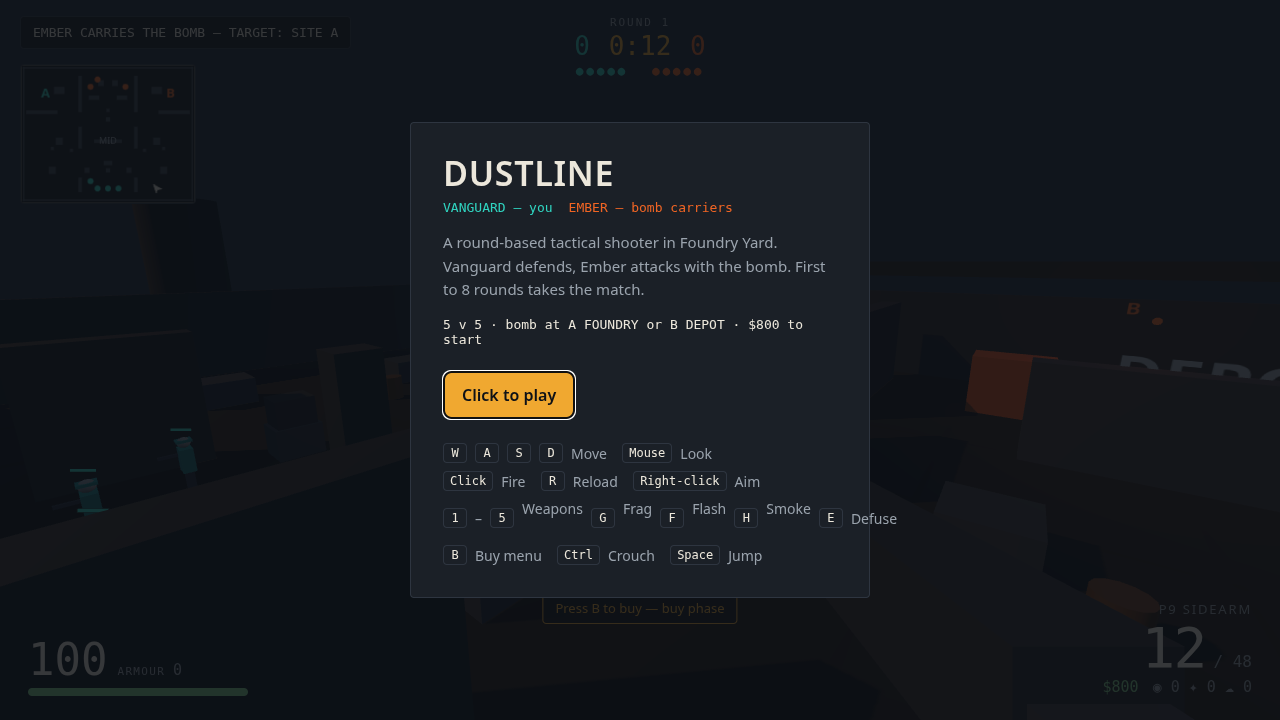 EMBER CARRIES THE BOMB — TARGET: SITE A
ROUND 1
0 0:12 0
A B
MID
B
DEPO
DUSTLINE
VANGUARD — you EMBER — bomb carriers
A round-based tactical shooter in Foundry Yard.
Vanguard defends, Ember attacks with the bomb. First
to 8 rounds takes the match.
5 v 5 · bomb at A FOUNDRY or B DEPOT · $800 to
start
Click to play
W A S D Move Mouse Look
Click Fire R Reload Right-click Aim
1 – 5 Weapons G Frag F Flash H Smoke E Defuse
B Buy menu Ctrl Crouch Space Jump
Press B to buy — buy phase
100 ARMOUR 0
P9 SIDEARM
12 / 48
$800 ◉ 0 ✦ 0 ☁ 0